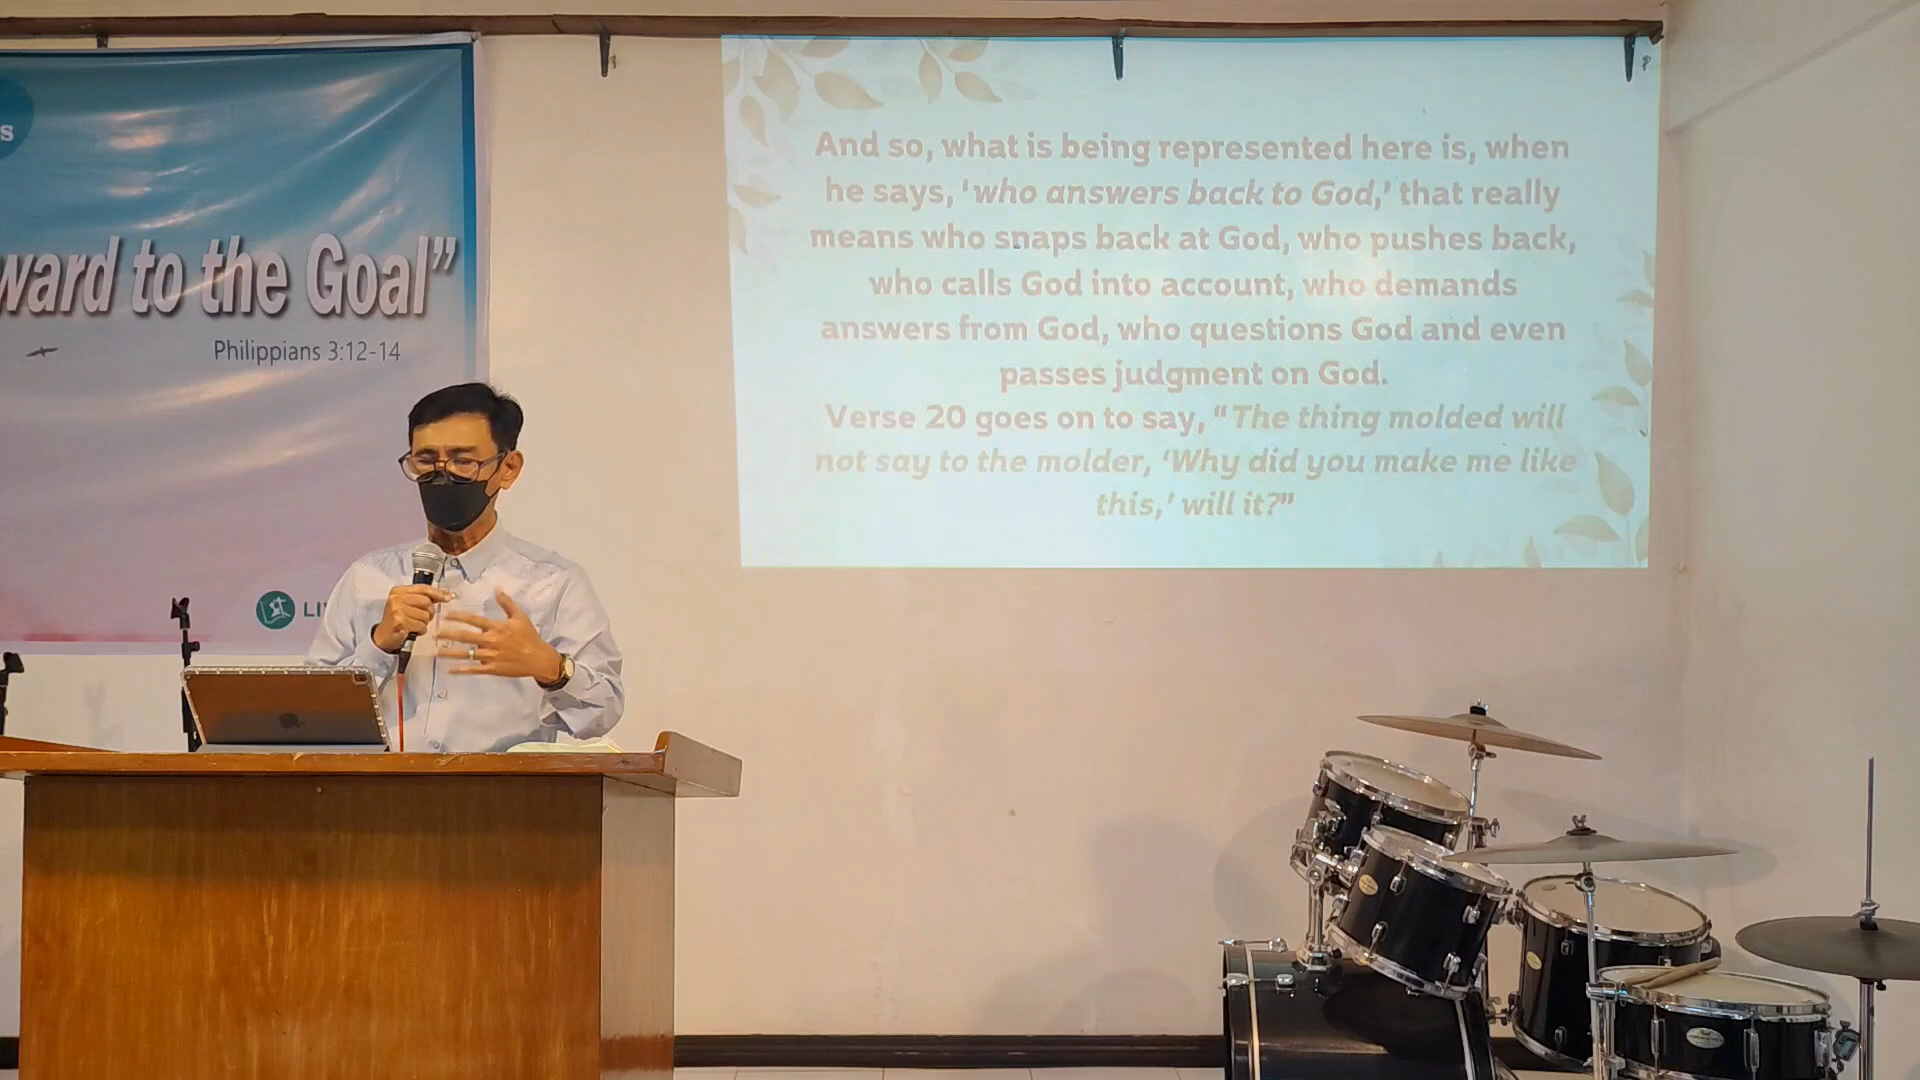 s
ward to the Goal”
Philippians 3:12-14
And so, what is being represented here is, when
he says, ‘who answers back to God,’ that really
means who snaps back at God, who pushes back,
who calls God into account, who demands
answers from God, who questions God and even
passes judgment on God.
Verse 20 goes on to say, “The thing molded will
not say to the molder, ‘Why did you make me like
this,’ will it?”